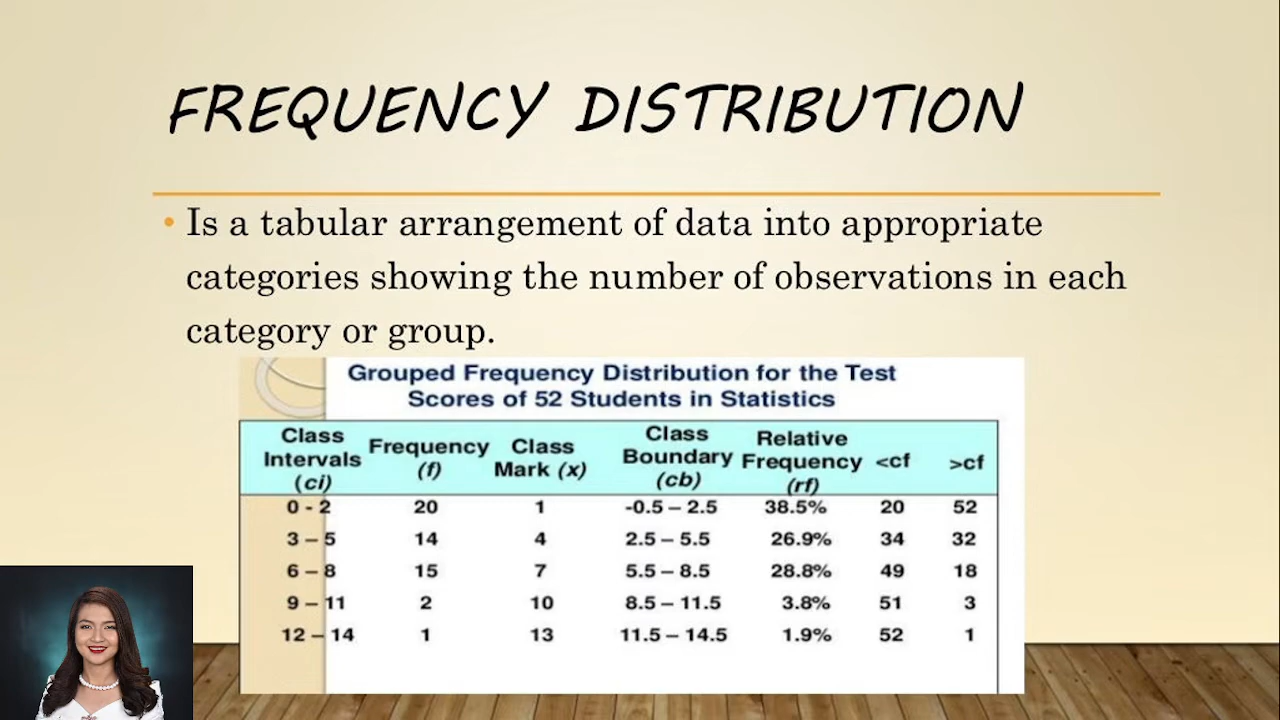 FREQUENCY DISTRIBUTION
• Is a tabular arrangement of data into appropriate
categories showing the number of observations in each
category or group.
Grouped Frequency Distribution for the Test
Scores of 52 Students in Statistics
Class Intervals (ci) Frequency (f) Class Mark (x) Class Boundary (cb) Relative Frequency (rf) <cf >cf
0 - 2 20 1 -0.5 – 2.5 38.5% 20 52
3 – 5 14 4 2.5 – 5.5 26.9% 34 32
6 – 8 15 7 5.5 – 8.5 28.8% 49 18
9 – 11 2 10 8.5 – 11.5 3.8% 51 3
12 – 14 1 13 11.5 – 14.5 1.9% 52 1